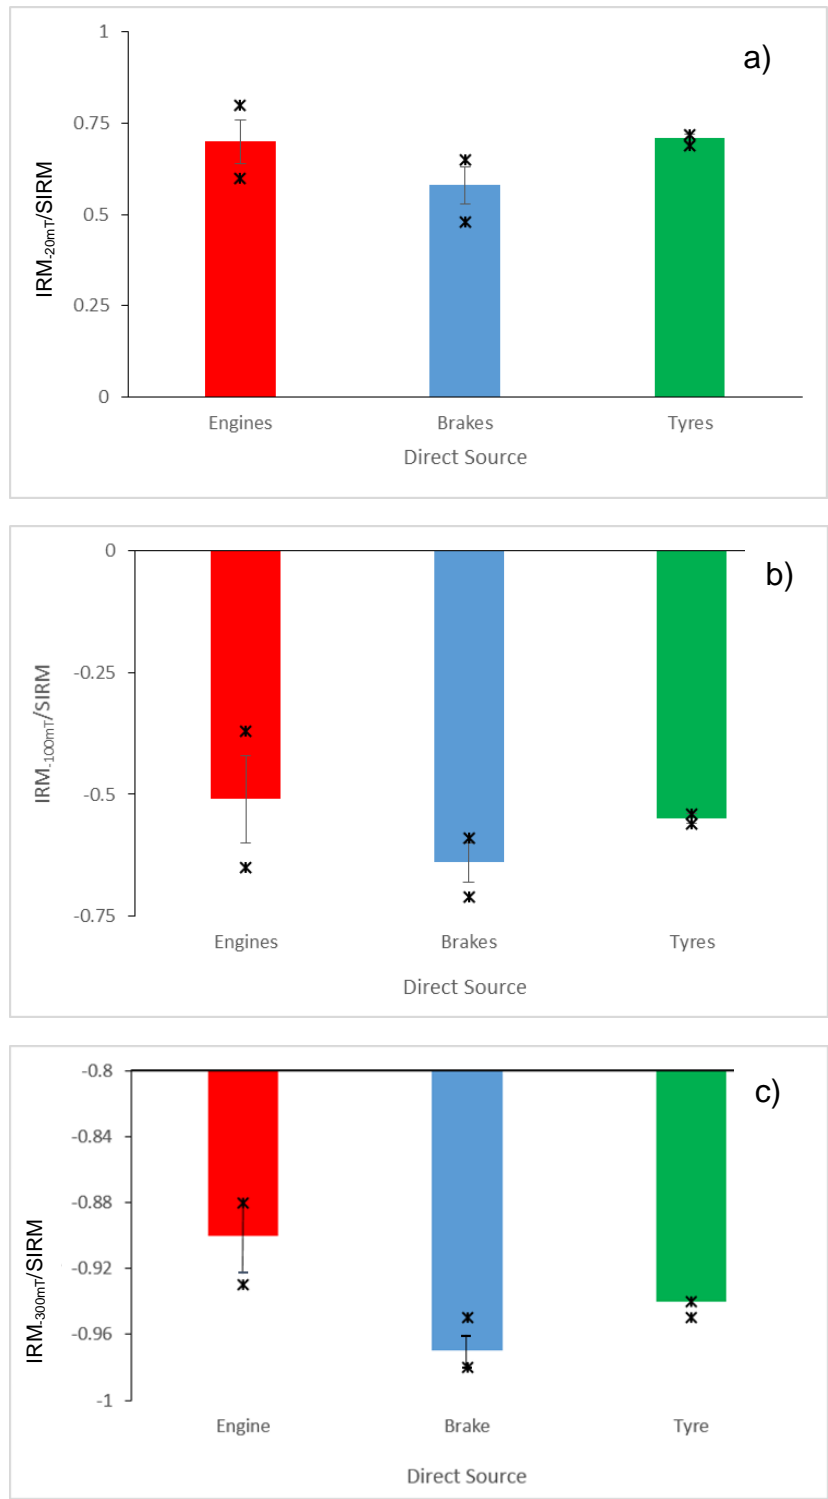 a)
1
0.75
0.5
0.25
0
IRM-20mT/SIRM
Engines Brakes Tyres
Direct Source
b)
0
-0.25
-0.5
-0.75
IRM-100mT/SIRM
Engines Brakes Tyres
Direct Source
c)
-0.8
-0.84
-0.88
-0.92
-0.96
-1
IRM-300mT/SIRM
Engine Brake Tyre
Direct Source